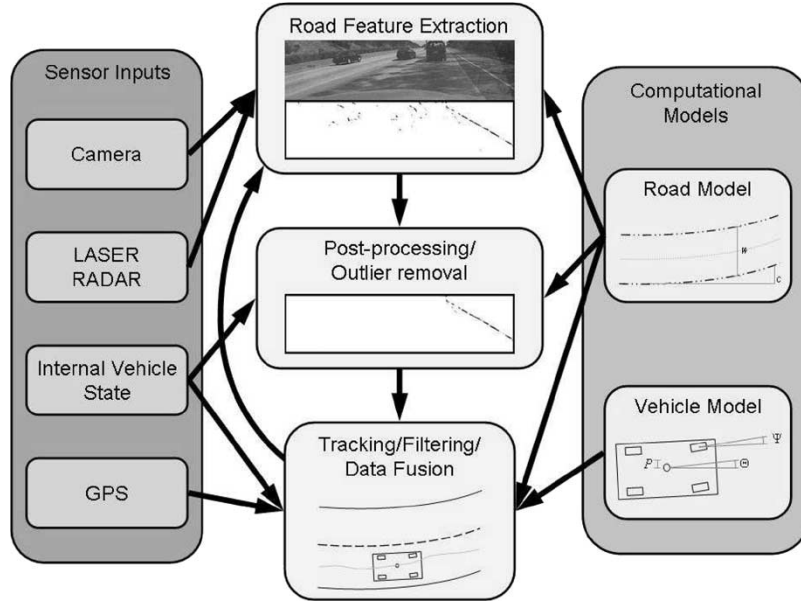 Sensor Inputs
Camera
LASER
RADAR
Internal Vehicle
State
GPS
Road Feature Extraction
Post-processing/
Outlier removal
Tracking/Filtering/
Data Fusion
Computational
Models
Road Model
W
C
Vehicle Model
Ψ
P
Θ